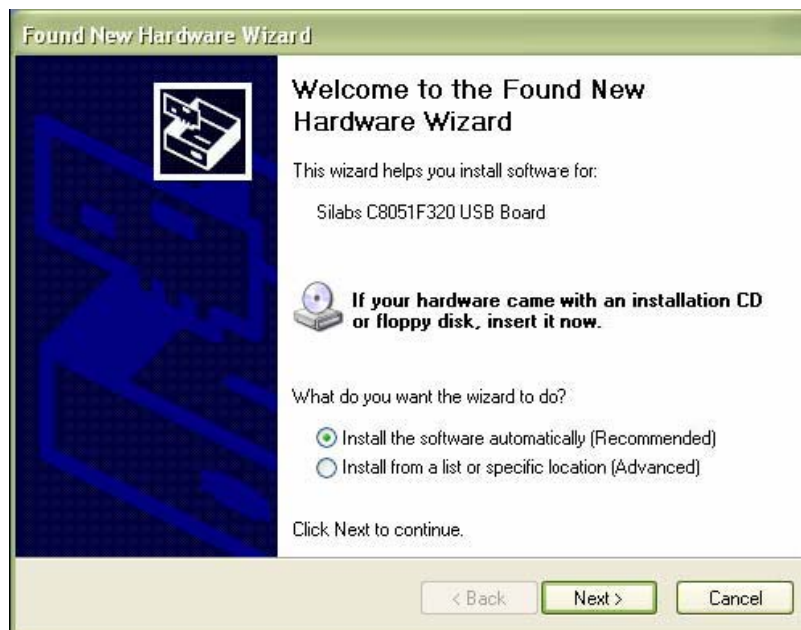 Found New Hardware Wizard
Welcome to the Found New
Hardware Wizard
This wizard helps you install software for:
Silabs C8051F320 USB Board
If your hardware came with an installation CD
or floppy disk, insert it now.
What do you want the wizard to do?
Install the software automatically (Recommended)
Install from a list or specific location (Advanced)
Click Next to continue.
< Back Next > Cancel